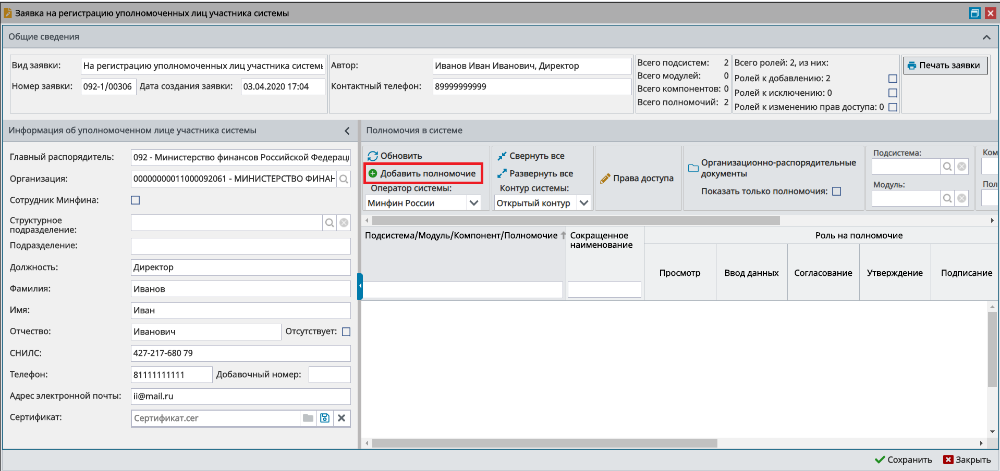 Заявка на регистрацию уполномоченных лиц участника системы
Общие сведения
Вид заявки: На регистрацию уполномоченных лиц участника системы
Номер заявки: 092-1/00306 Дата создания заявки: 03.04.2020 17:04
Автор: Иванов Иван Иванович, Директор
Контактный телефон: 89999999999
Всего подсистем: 2
Всего модулей: 0
Всего компонентов: 0
Всего полномочий: 2
Всего ролей: 2, из них:
Ролей к добавлению: 2
Ролей к исключению: 0
Ролей к изменению прав доступа: 0
Печать заявки
Информация об уполномоченном лице участника системы
Главный распорядитель: 092 - Министерство финансов Российской Федерац
Организация: 00000000011000092061 - МИНИСТЕРСТВО ФИНАН
Сотрудник Минфина:
Структурное
подразделение:
Подразделение:
Должность: Директор
Фамилия: Иванов
Имя: Иван
Отчество: Иванович Отсутствует:
СНИЛС: 427-217-680 79
Телефон: 81111111111 Добавочный номер:
Адрес электронной почты: ii@mail.ru
Сертификат: Сертификат.cer
Полномочия в системе
Обновить
Добавить полномочие
Оператор системы:
Минфин России
Свернуть все
Развернуть все
Контур системы:
Открытый контур
Права доступа
Организационно-распорядительные
документы
Показать только полномочия:
Подсистема:
Модуль:
Ком
Пол
Подсистема/Модуль/Компонент/Полномочие
Сокращенное
наименование
Роль на полномочие
Просмотр Ввод данных Согласование Утверждение Подписание
Сохранить Закрыть